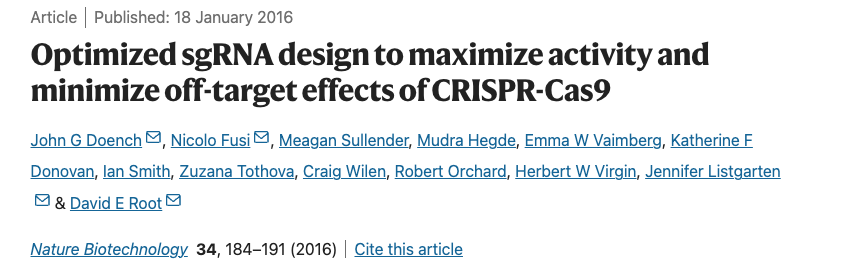 Article | Published: 18 January 2016
Optimized sgRNA design to maximize activity and
minimize off-target effects of CRISPR-Cas9
John G Doench, Nicolo Fusi, Meagan Sullender, Mudra Hegde, Emma W Vaimberg, Katherine F
Donovan, Ian Smith, Zuzana Tothova, Craig Wilen, Robert Orchard, Herbert W Virgin, Jennifer Listgarten
& David E Root
Nature Biotechnology 34, 184–191 (2016) | Cite this article